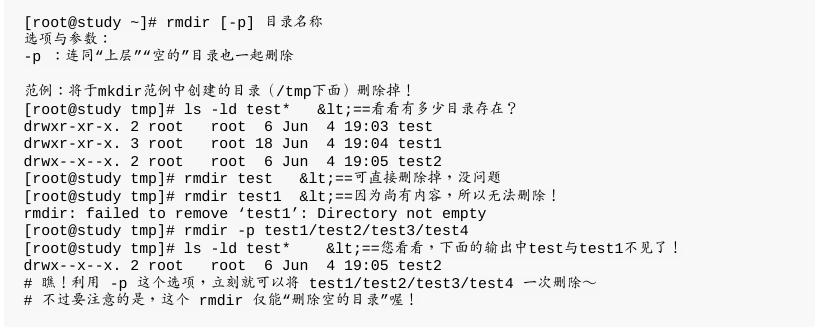 [root@study ~]# rmdir [-p] 目录名称
选项与参数：
-p ：连同“上层”“空的”目录也一起删除
范例：将于mkdir范例中创建的目录（/tmp下面）删除掉！
[root@study tmp]# ls -ld test*   &lt;==看看有多少目录存在？
drwxr-xr-x. 2 root   root  6 Jun  4 19:03 test
drwxr-xr-x. 3 root   root 18 Jun  4 19:04 test1
drwx--x--x. 2 root   root  6 Jun  4 19:05 test2
[root@study tmp]# rmdir test   &lt;==可直接删除掉，没问题
[root@study tmp]# rmdir test1  &lt;==因为尚有内容，所以无法删除！
rmdir: failed to remove ‘test1’: Directory not empty
[root@study tmp]# rmdir -p test1/test2/test3/test4
[root@study tmp]# ls -ld test*    &lt;==您看看，下面的输出中test与test1不见了！
drwx--x--x. 2 root   root  6 Jun  4 19:05 test2
# 瞧！利用 -p 这个选项，立刻就可以将 test1/test2/test3/test4 一次删除～
# 不过要注意的是，这个 rmdir 仅能“删除空的目录”喔！